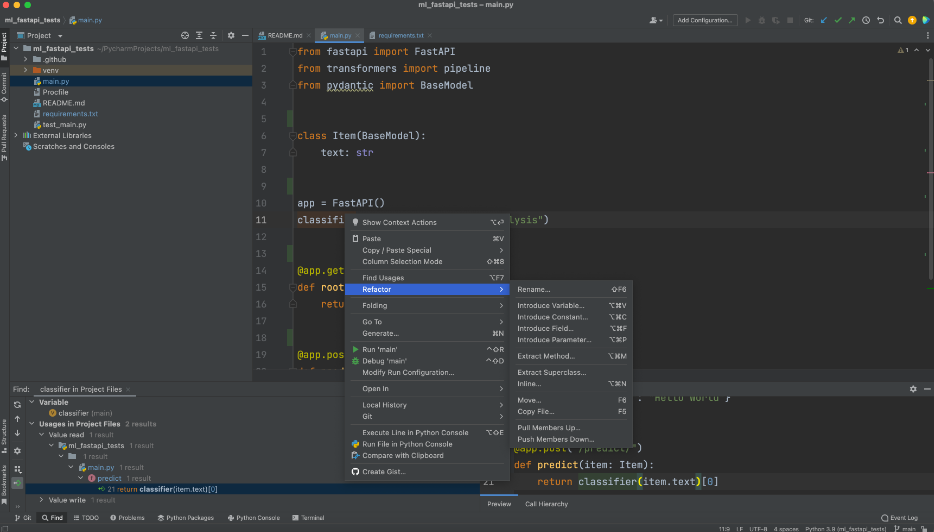 ml_fastapi_tests – main.py
ml_fastapi_tests
main.py
Add Configuration...
Git:
Project
README.md
main.py
requirements.txt
Project
Commit
Pull Requests
Structure
Bookmarks
ml_fastapi_tests ~/PycharmProjects/ml_fastapi_tests
.github
venv
main.py
Procfile
README.md
requirements.txt
test_main.py
External Libraries
Scratches and Consoles
1 from fastapi import FastAPI
2 from transformers import pipeline
3 from pydantic import BaseModel
4
5
6 class Item(BaseModel):
7 text: str
8
9
10 app = FastAPI()
11 classifi lysis")
12
13
14 @app.get
15 def root
16 retu
17
18
19 @app.pos
1
Show Context Actions
Paste ⌘V
Copy / Paste Special
Column Selection Mode ⇧⌘8
Find Usages ⌥F7
Refactor
Folding
Go To
Generate... ⌘N
Run 'main' ^⇧R
Debug 'main' ^⇧D
Modify Run Configuration...
Open In
Local History
Git
Execute Line in Python Console ⌥⇧E
Run File in Python Console
Compare with Clipboard
Create Gist...
Rename... ⇧F6
Introduce Variable... ⌥⌘V
Introduce Constant... ⌥⌘C
Introduce Field... ⌥⌘F
Introduce Parameter... ⌥⌘P
Extract Method... ⌥⌘M
Extract Superclass...
Inline... ⌥⌘N
Move... F6
Copy File... F5
Pull Members Up...
Push Members Down...
Find: classifier in Project Files
Variable
classifier (main)
Usages in Project Files 2 results
Value read 1 result
ml_fastapi_tests 1 result
1 result
main.py 1 result
predict 1 result
21 return classifier(item.text)[0]
Value write 1 result
: "Hello World"}
@app.post("/predict/")
def predict(item: Item):
21 return classifier(item.text)[0]
Preview
Call Hierarchy
Git
Find
TODO
Problems
Python Packages
Python Console
Terminal
Event Log
11:9 LF UTF-8 4 spaces Python 3.9 (ml_fastapi_tests) main